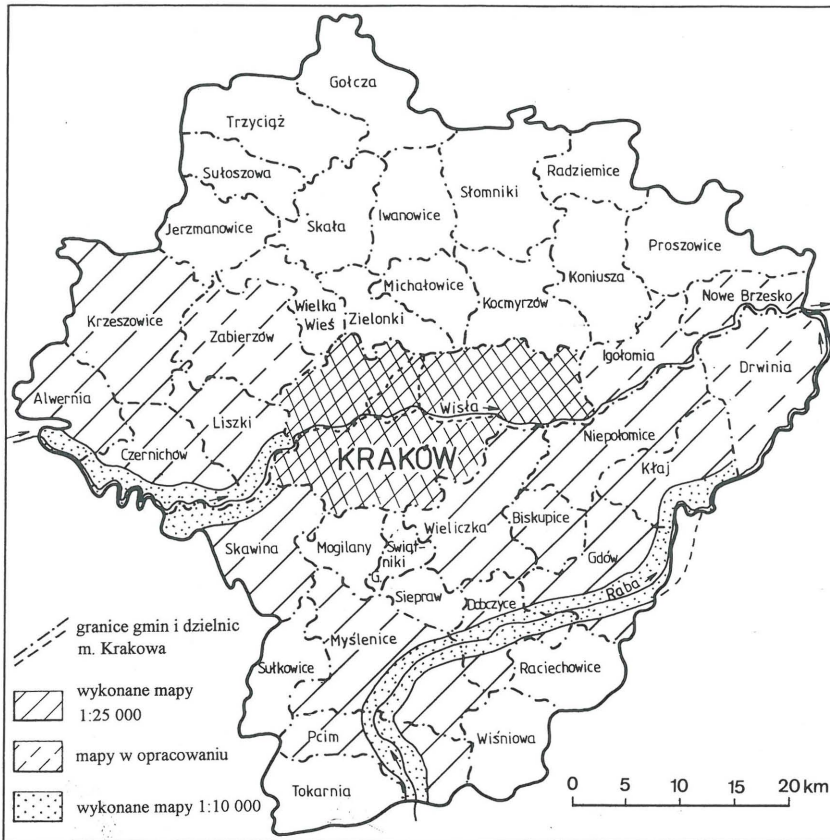 Gołcza
Trzyciąż
Sułoszowa
Słomniki
Radziemice
Jerzmanowice
Skała
Iwanowice
Proszowice
Michałowice
Koniusza
Krzeszowice
Zabierzów
Wielka
Wieś
Zielonki
Kocmyrzów
Nowe Brzesko
Igołomia
Drwinia
Alwernia
Liszki
Wisła
Czernichów
Niepołomice
KRAKÓW
Kłaj
Skawina
Mogilany
Świąt-
niki
G.
Wieliczka
Biskupice
Gdów
Siepraw
Dobczyce
Raba
Myślenice
Sułkowice
Raciechowice
Pcim
Wiśniowa
Tokarnia
granice gmin i dzielnic
m. Krakowa
wykonane mapy
1:25 000
mapy w opracowaniu
wykonane mapy 1:10 000
0 5 10 15 20 km